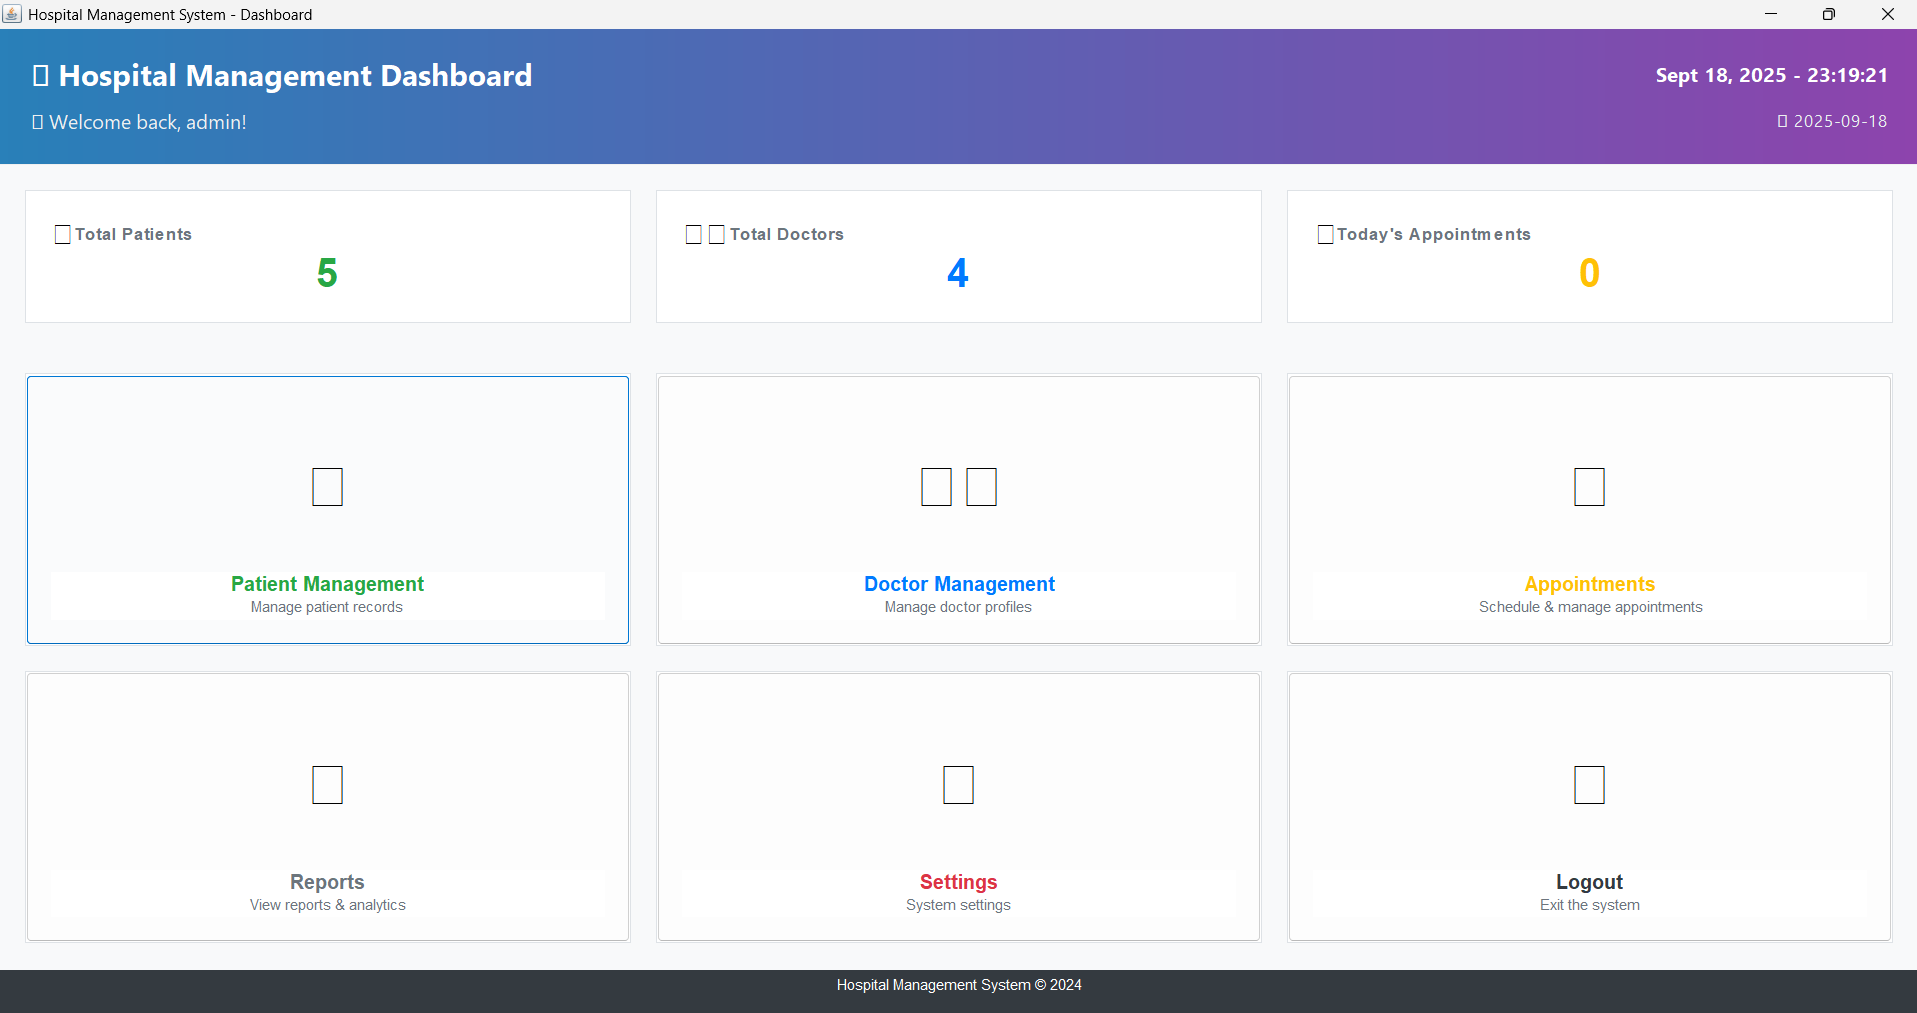 Hospital Management System - Dashboard
Hospital Management Dashboard
Sept 18, 2025 - 23:19:21
Welcome back, admin!
2025-09-18
Total Patients
5
Total Doctors
4
Today's Appointments
0
Patient Management
Manage patient records
Doctor Management
Manage doctor profiles
Appointments
Schedule & manage appointments
Reports
View reports & analytics
Settings
System settings
Logout
Exit the system
Hospital Management System © 2024